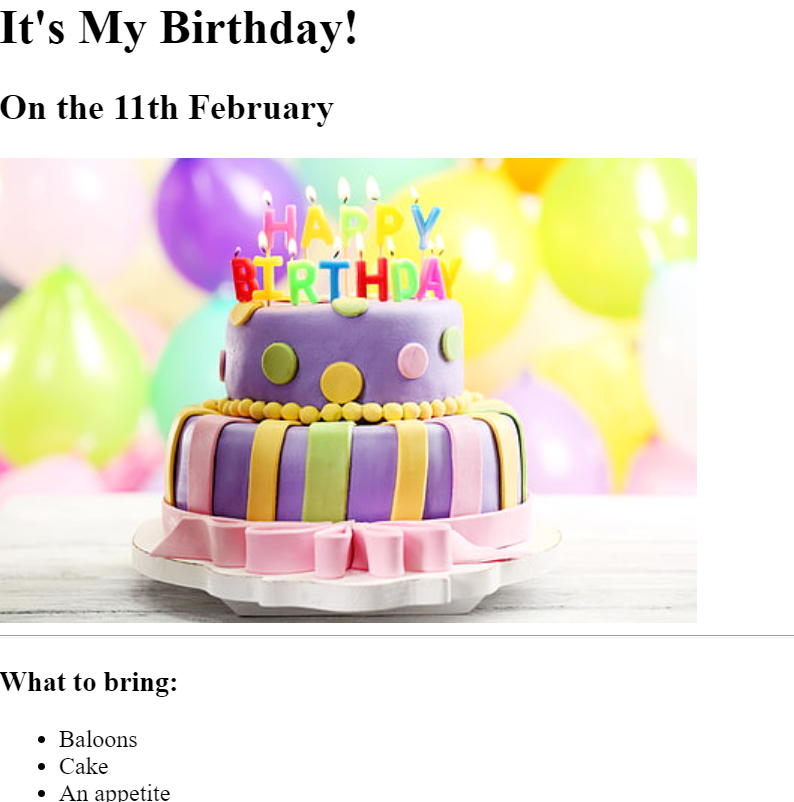 It's My Birthday!
On the 11th February
HAPPY
BIRTHDAY
What to bring:
Baloons
Cake
An appetite